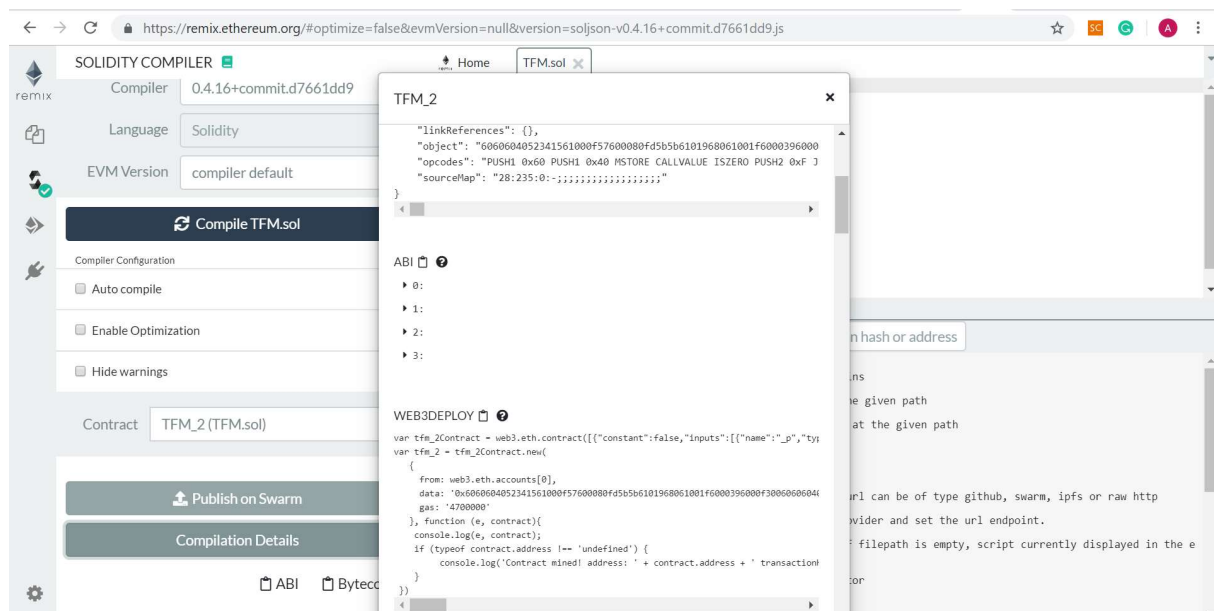 https://remix.ethereum.org/#optimize=false&evmVersion=null&version=soljson-v0.4.16+commit.d7661dd9.js
SC
G
A
remix
SOLIDITY COMPILER
Home
TFM.sol
Compiler
0.4.16+commit.d7661dd9
Language
Solidity
EVM Version
compiler default
Compile TFM.sol
Compiler Configuration
Auto compile
Enable Optimization
Hide warnings
Contract
TFM_2 (TFM.sol)
Publish on Swarm
Compilation Details
ABI
Byteco
TFM_2
"linkReferences": {},
"object": "6060604052341561000f57600080fd5b5b6101968061001f6000396000
"opcodes": "PUSH1 0x60 PUSH1 0x40 MSTORE CALLVALUE ISZERO PUSH2 0xF J
"sourceMap": "28:235:0:-;;;;;;;;;;;;;;;;;;"
}
ABI
0:
1:
2:
3:
WEB3DEPLOY
var tfm_2Contract = web3.eth.contract([{"constant":false,"inputs":[{"name":"_p","typ
var tfm_2 = tfm_2Contract.new(
{
from: web3.eth.accounts[0],
data: '0x6060604052341561000f57600080fd5b5b6101968061001f6000396000f3006060604
gas: '4700000'
}, function (e, contract){
console.log(e, contract);
if (typeof contract.address !== 'undefined') {
console.log('Contract mined! address: ' + contract.address + ' transactionH
}
})
n hash or address
ins
he given path
at the given path
url can be of type github, swarm, ipfs or raw http
ovider and set the url endpoint.
f filepath is empty, script currently displayed in the e
tor